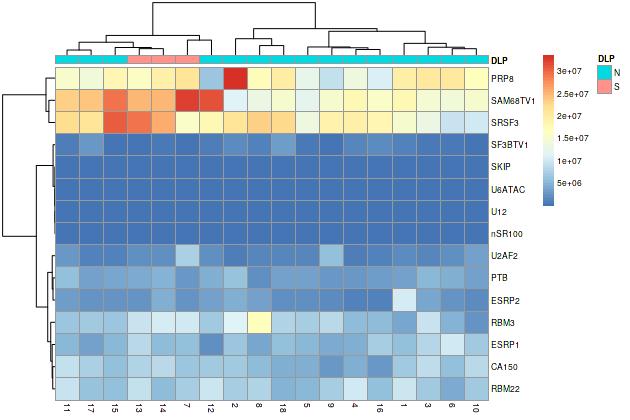 DLP
DLP
N
S
3e+07
2.5e+07
2e+07
1.5e+07
1e+07
5e+06
PRP8
SAM68TV1
SRSF3
SF3BTV1
SKIP
U6ATAC
U12
nSR100
U2AF2
PTB
ESRP2
RBM3
ESRP1
CA150
RBM22
11 17 15 13 14 7 12 2 8 18 5 9 4 16 1 3 6 10